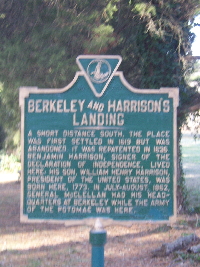 BERKELEY AND HARRISON'S
LANDING
A SHORT DISTANCE SOUTH. THE PLACE
WAS FIRST SETTLED IN 1619 BUT WAS
ABANDONED. IT WAS REPATENTED IN 1636.
BENJAMIN HARRISON, SIGNER OF THE
DECLARATION OF INDEPENDENCE, LIVED
HERE; HIS SON, WILLIAM HENRY HARRISON,
PRESIDENT OF THE UNITED STATES, WAS
BORN HERE, 1773. IN JULY-AUGUST, 1862,
GENERAL McCLELLAN HAD HIS HEAD-
QUARTERS AT BERKELEY WHILE THE ARMY
OF THE POTOMAC WAS HERE.